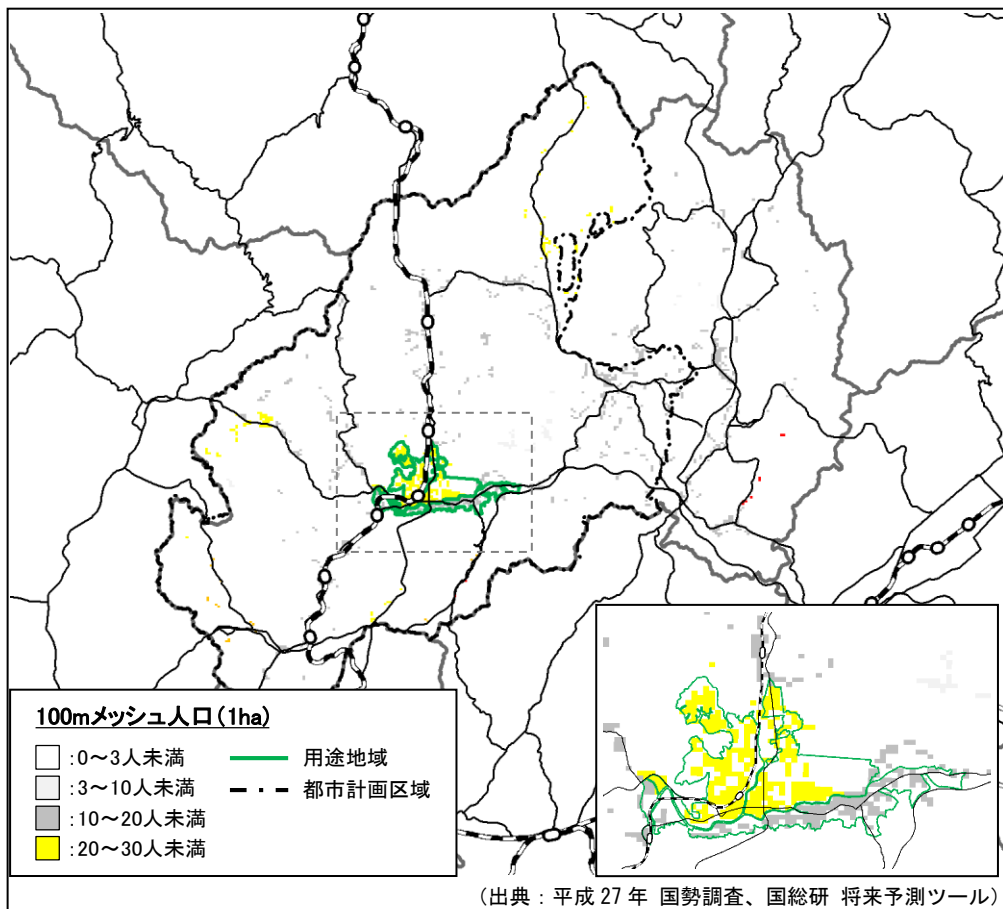 100mメッシュ人口(1ha)
:0～3人未満
用途地域
:3～10人未満
都市計画区域
:10～20人未満
:20～30人未満
(出典:平成27年 国勢調査、国総研 将来予測ツール)